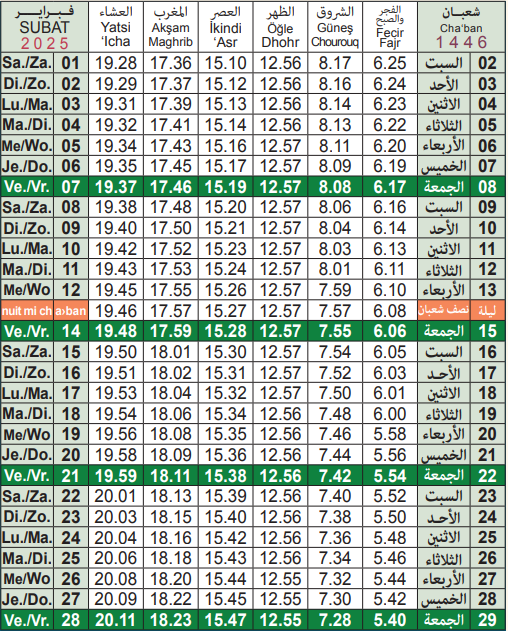 فبراير العشاء المغرب العصر الظهر الشروق الفجر والصبح شعبان
SUBAT Yatsi Akşam İkindi Öğle Güneş Fecir Cha'ban
2025 'Icha Maghrib 'Asr Dhohr Chourouq Fajr 1446
Sa./Za. 01 19.28 17.36 15.10 12.56 8.17 6.25 السبت 02
Di./Zo. 02 19.29 17.37 15.12 12.56 8.16 6.24 الأحد 03
Lu./Ma. 03 19.31 17.39 15.13 12.56 8.14 6.23 الاثنين 04
Ma./Di. 04 19.32 17.41 15.14 12.56 8.13 6.22 الثلاثاء 05
Me/Wo. 05 19.34 17.43 15.16 12.57 8.11 6.20 الأربعاء 06
Je./Do. 06 19.35 17.45 15.17 12.57 8.09 6.19 الخميس 07
Ve./Vr. 07 19.37 17.46 15.19 12.57 8.08 6.17 الجمعة 08
Sa./Za. 08 19.38 17.48 15.20 12.57 8.06 6.16 السبت 09
Di./Zo. 09 19.40 17.50 15.21 12.57 8.04 6.14 الأحد 10
Lu./Ma. 10 19.42 17.52 15.23 12.57 8.03 6.13 الاثنين 11
Ma./Di. 11 19.43 17.53 15.24 12.57 8.01 6.11 الثلاثاء 12
Me/Wo 12 19.45 17.55 15.26 12.57 7.59 6.10 الأربعاء 13
nuit mi chaban 19.46 17.57 15.27 12.57 7.57 6.08 نصف شعبان ليلة
Ve./Vr. 14 19.48 17.59 15.28 12.57 7.55 6.06 الجمعة 15
Sa./Za. 15 19.50 18.01 15.30 12.57 7.54 6.05 السبت 16
Di./Zo. 16 19.51 18.02 15.31 12.57 7.52 6.03 الأحـد 17
Lu./Ma. 17 19.53 18.04 15.32 12.57 7.50 6.01 الاثنين 18
Ma./Di. 18 19.54 18.06 15.34 12.56 7.48 6.00 الثلاثاء 19
Me/Wo 19 19.56 18.08 15.35 12.56 7.46 5.58 الأربعاء 20
Je./Do. 20 19.58 18.09 15.36 12.56 7.44 5.56 الخميس 21
Ve./Vr. 21 19.59 18.11 15.38 12.56 7.42 5.54 الجمعة 22
Sa./Za. 22 20.01 18.13 15.39 12.56 7.40 5.52 السبت 23
Di./Zo. 23 20.03 18.15 15.40 12.56 7.38 5.50 الأحـد 24
Lu./Ma. 24 20.04 18.16 15.42 12.56 7.36 5.48 الاثنين 25
Ma./Di. 25 20.06 18.18 15.43 12.56 7.34 5.46 الثلاثاء 26
Me/Wo 26 20.08 18.20 15.44 12.55 7.32 5.44 الأربعاء 27
Je./Do. 27 20.09 18.22 15.45 12.55 7.30 5.42 الخميس 28
Ve./Vr. 28 20.11 18.23 15.47 12.55 7.28 5.40 الجمعة 29